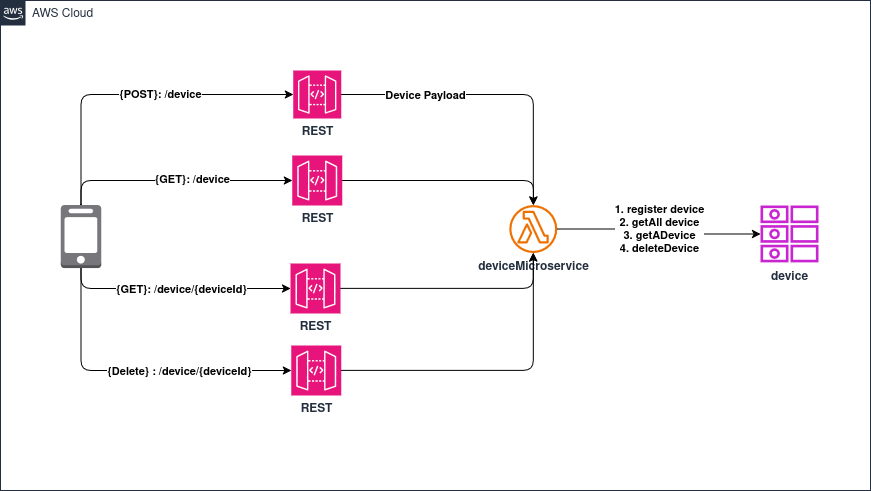 aws
AWS Cloud
{POST}: /device
Device Payload
REST
{GET}: /device
REST
1. register device
2. getAll device
3. getADevice
4. deleteDevice
deviceMicroservice
device
{GET}: /device/{deviceId}
REST
{Delete} : /device/{deviceId}
REST